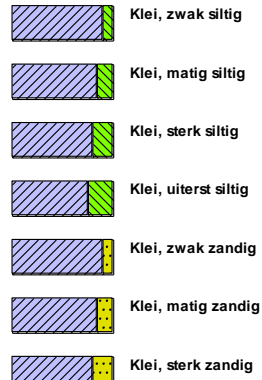 Klei, zwak siltig
Klei, matig siltig
Klei, sterk siltig
Klei, uiterst siltig
Klei, zwak zandig
Klei, matig zandig
Klei, sterk zandig